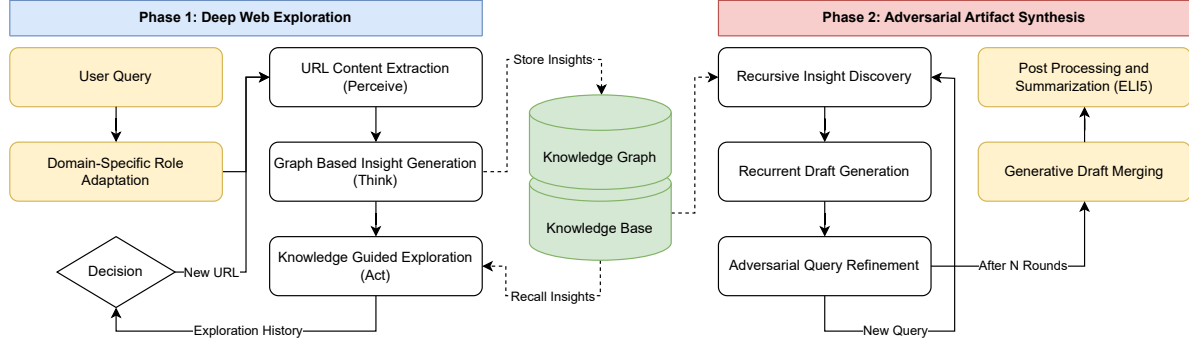 Phase 1: Deep Web Exploration
Phase 2: Adversarial Artifact Synthesis
User Query
Domain-Specific Role
Adaptation
Decision
New URL
Exploration History
URL Content Extraction
(Perceive)
Graph Based Insight Generation
(Think)
Knowledge Guided Exploration
(Act)
Store Insights
Knowledge Graph
Knowledge Base
Recall Insights
Recursive Insight Discovery
Recurrent Draft Generation
Adversarial Query Refinement
New Query
After N Rounds
Post Processing and
Summarization (ELI5)
Generative Draft Merging